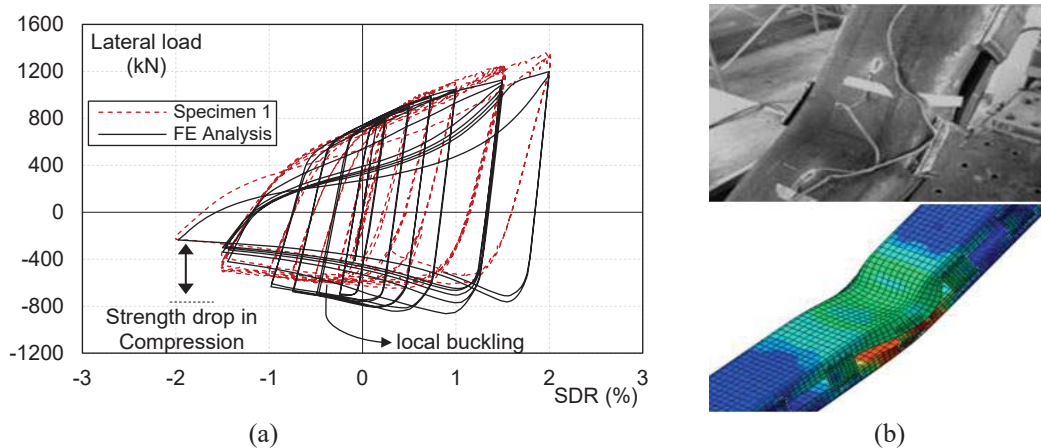 1600
1200
800
400
0
-400
-800
-1200
Lateral load
(kN)
Specimen 1
FE Analysis
Strength drop in
Compression
local buckling
-3 -2 -1 0 1 2 3
SDR (%)
(a) (b)